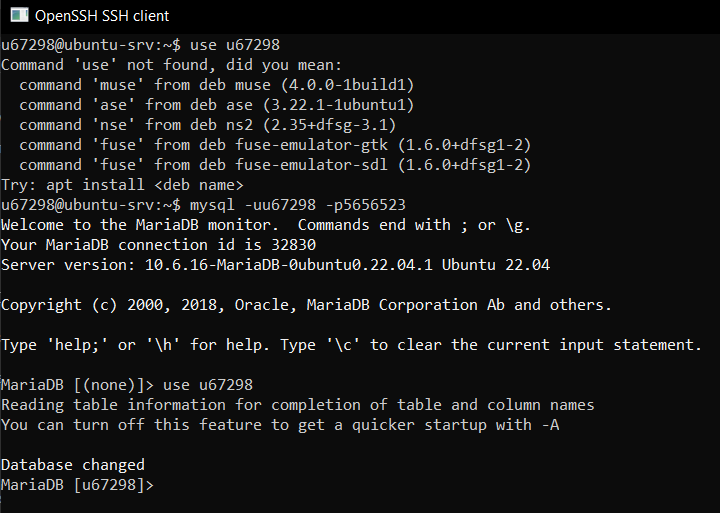 OpenSSH SSH client
u67298@ubuntu-srv:~$ use u67298
Command 'use' not found, did you mean:
  command 'muse' from deb muse (4.0.0-1build1)
  command 'ase' from deb ase (3.22.1-1ubuntu1)
  command 'nse' from deb ns2 (2.35+dfsg-3.1)
  command 'fuse' from deb fuse-emulator-gtk (1.6.0+dfsg1-2)
  command 'fuse' from deb fuse-emulator-sdl (1.6.0+dfsg1-2)
Try: apt install <deb name>
u67298@ubuntu-srv:~$ mysql -uu67298 -p5656523
Welcome to the MariaDB monitor.  Commands end with ; or \g.
Your MariaDB connection id is 32830
Server version: 10.6.16-MariaDB-0ubuntu0.22.04.1 Ubuntu 22.04
Copyright (c) 2000, 2018, Oracle, MariaDB Corporation Ab and others.
Type 'help;' or '\h' for help. Type '\c' to clear the current input statement.
MariaDB [(none)]> use u67298
Reading table information for completion of table and column names
You can turn off this feature to get a quicker startup with -A
Database changed
MariaDB [u67298]>